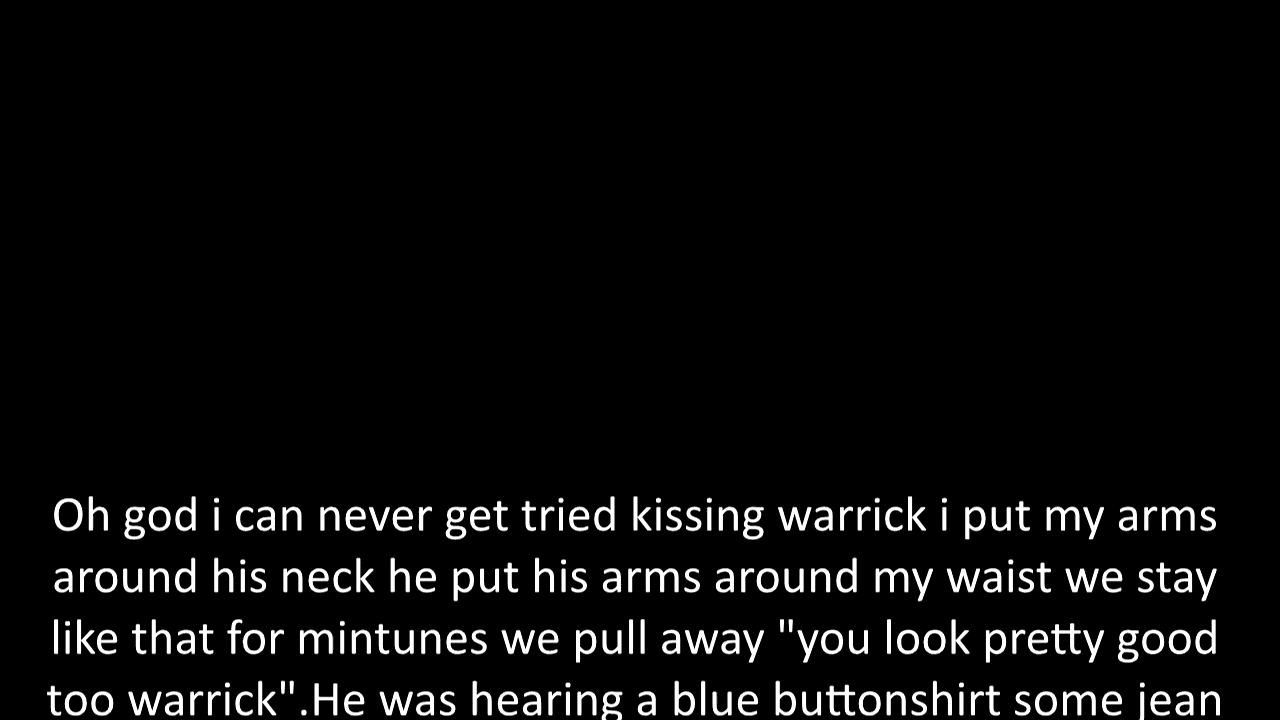 Oh god i can never get tried kissing warrick i put my arms
around his neck he put his arms around my waist we stay
like that for mintunes we pull away "you look pretty good
too warrick".He was hearing a blue buttonshirt some jean